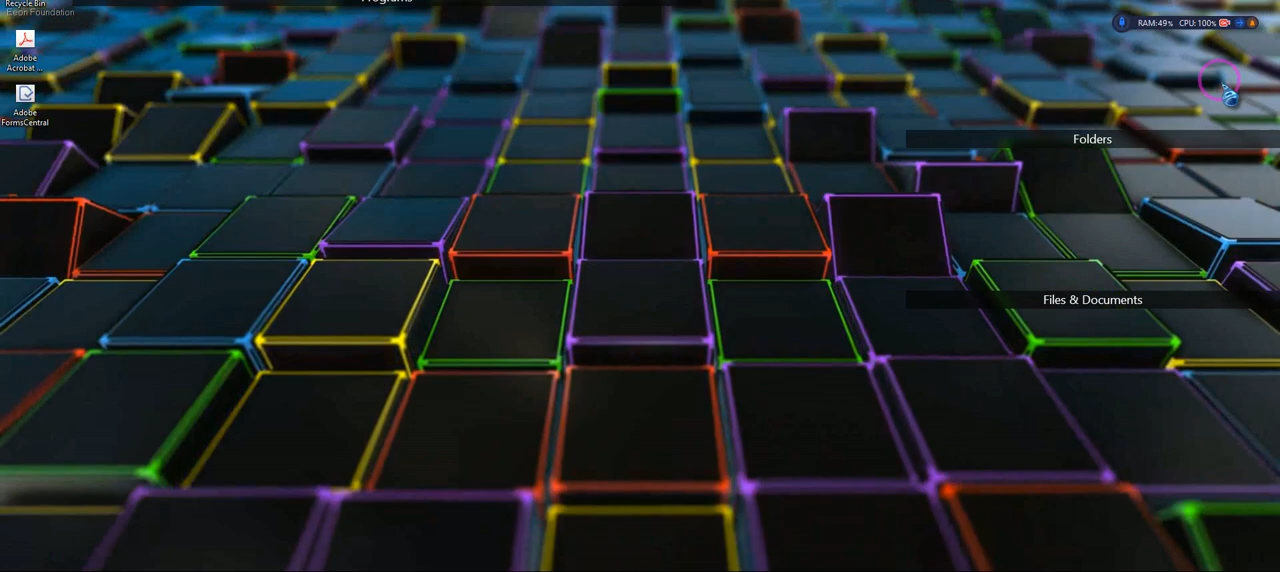 Recycle Bin
Eeon Foundation
Programs
RAM:49% CPU:100%
Adobe
Acrobat ...
Adobe
FormsCentral
Folders
Files & Documents